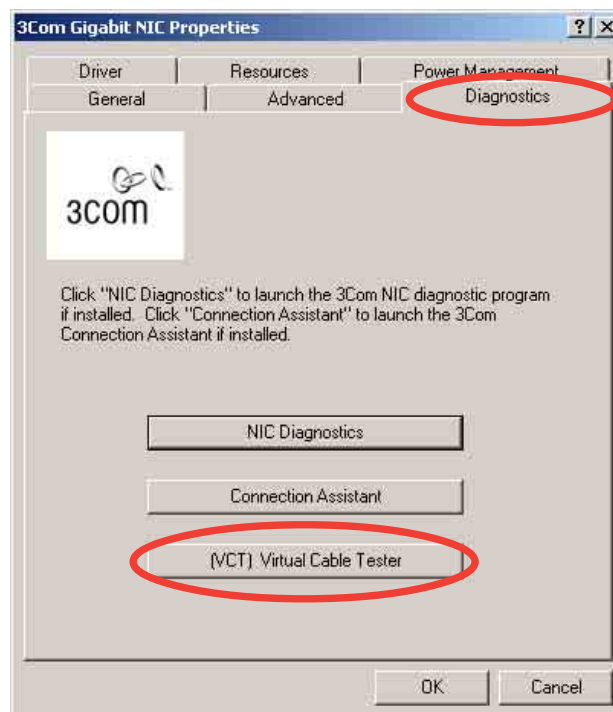 3Com Gigabit NIC Properties
Driver Resources Power Management
General Advanced Diagnostics
3COM
Click "NIC Diagnostics" to launch the 3Com NIC diagnostic program
if installed. Click "Connection Assistant" to launch the 3Com
Connection Assistant if installed.
NIC Diagnostics
Connection Assistant
(VCT) Virtual Cable Tester
OK Cancel